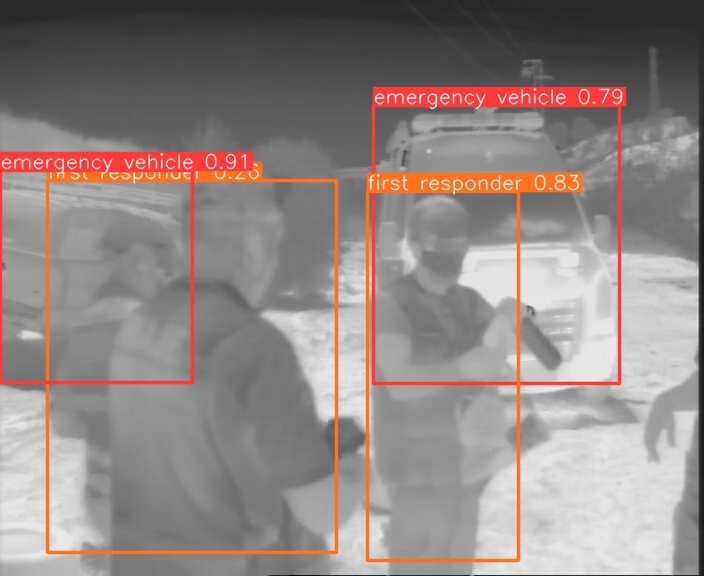 emergency vehicle 0.79
emergency vehicle 0.91
first responder 0.26
first responder 0.83